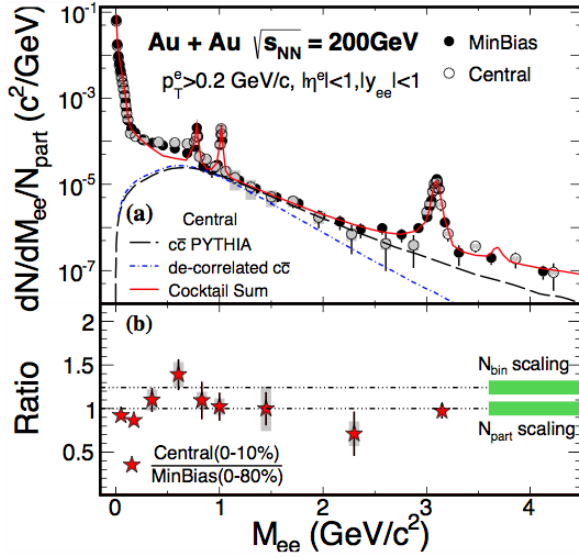 Au + Au √sNN = 200GeV
p_T^e>0.2 GeV/c, |η^e|<1,|y_ee|<1
MinBias
Central
dN/dM_ee/N_part (c²/GeV)
10⁻¹
10⁻³
10⁻⁵
10⁻⁷
(a)
Central
cc̅ PYTHIA
de-correlated cc̅
Cocktail Sum
(b)
Ratio
2
1.5
1
0.5
N_bin scaling
N_part scaling
Central(0-10%)
MinBias(0-80%)
0 1 2 3 4
M_ee (GeV/c²)